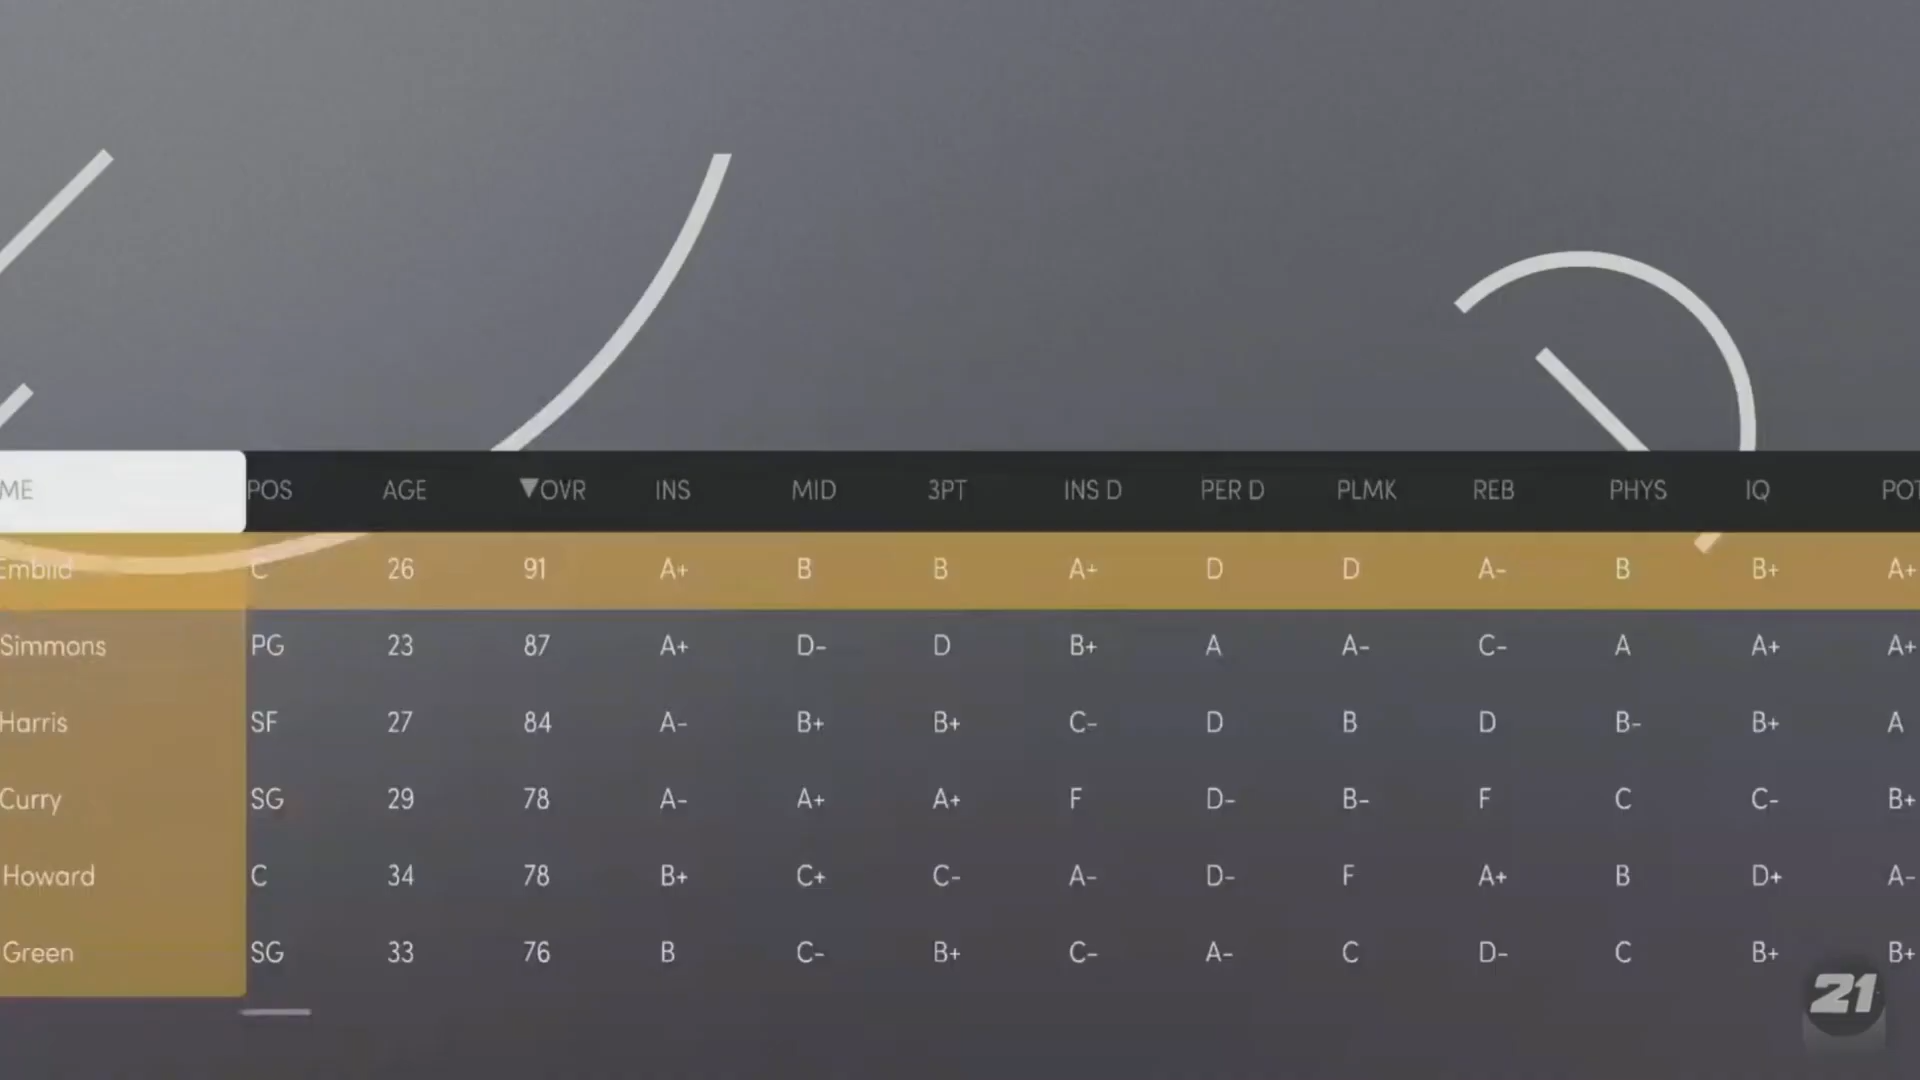 ME POS AGE ▼OVR INS MID 3PT INS D PER D PLMK REB PHYS IQ POT
Embiid C 26 91 A+ B B A+ D D A- B B+ A+
Simmons PG 23 87 A+ D- D B+ A A- C- A A+ A+
Harris SF 27 84 A- B+ B+ C- D B D B- B+ A
Curry SG 29 78 A- A+ A+ F D- B- F C C- B+
Howard C 34 78 B+ C+ C- A- D- F A+ B D+ A-
Green SG 33 76 B C- B+ C- A- C D- C B+ B+
21